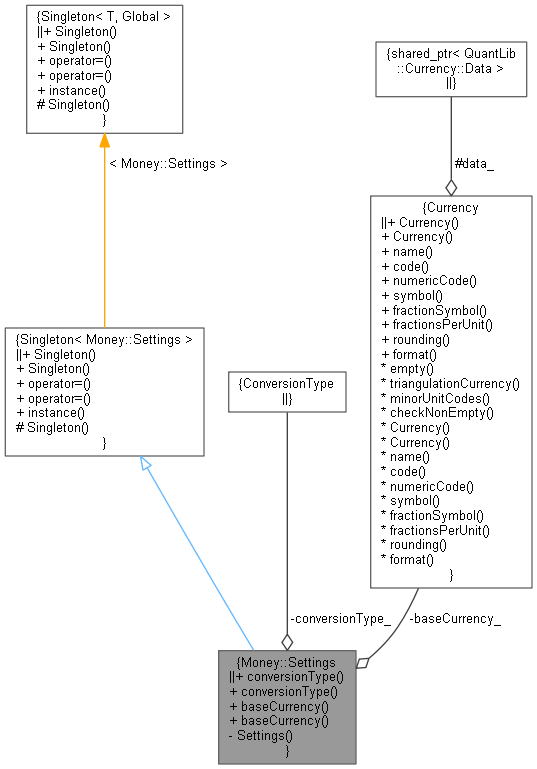 {Singleton< T, Global >
||+ Singleton()
+ Singleton()
+ operator=()
+ operator=()
+ instance()
# Singleton()
}
{shared_ptr< QuantLib
::Currency::Data >
||}
< Money::Settings >
#data_
{Currency
||+ Currency()
+ Currency()
+ name()
+ code()
+ numericCode()
+ symbol()
+ fractionSymbol()
+ fractionsPerUnit()
+ rounding()
+ format()
* empty()
* triangulationCurrency()
* minorUnitCodes()
* checkNonEmpty()
* Currency()
* Currency()
* name()
* code()
* numericCode()
* symbol()
* fractionSymbol()
* fractionsPerUnit()
* rounding()
* format()
}
{Singleton< Money::Settings >
||+ Singleton()
+ Singleton()
+ operator=()
+ operator=()
+ instance()
# Singleton()
}
{ConversionType
||}
-conversionType_
-baseCurrency_
{Money::Settings
||+ conversionType()
+ conversionType()
+ baseCurrency()
+ baseCurrency()
- Settings()
}